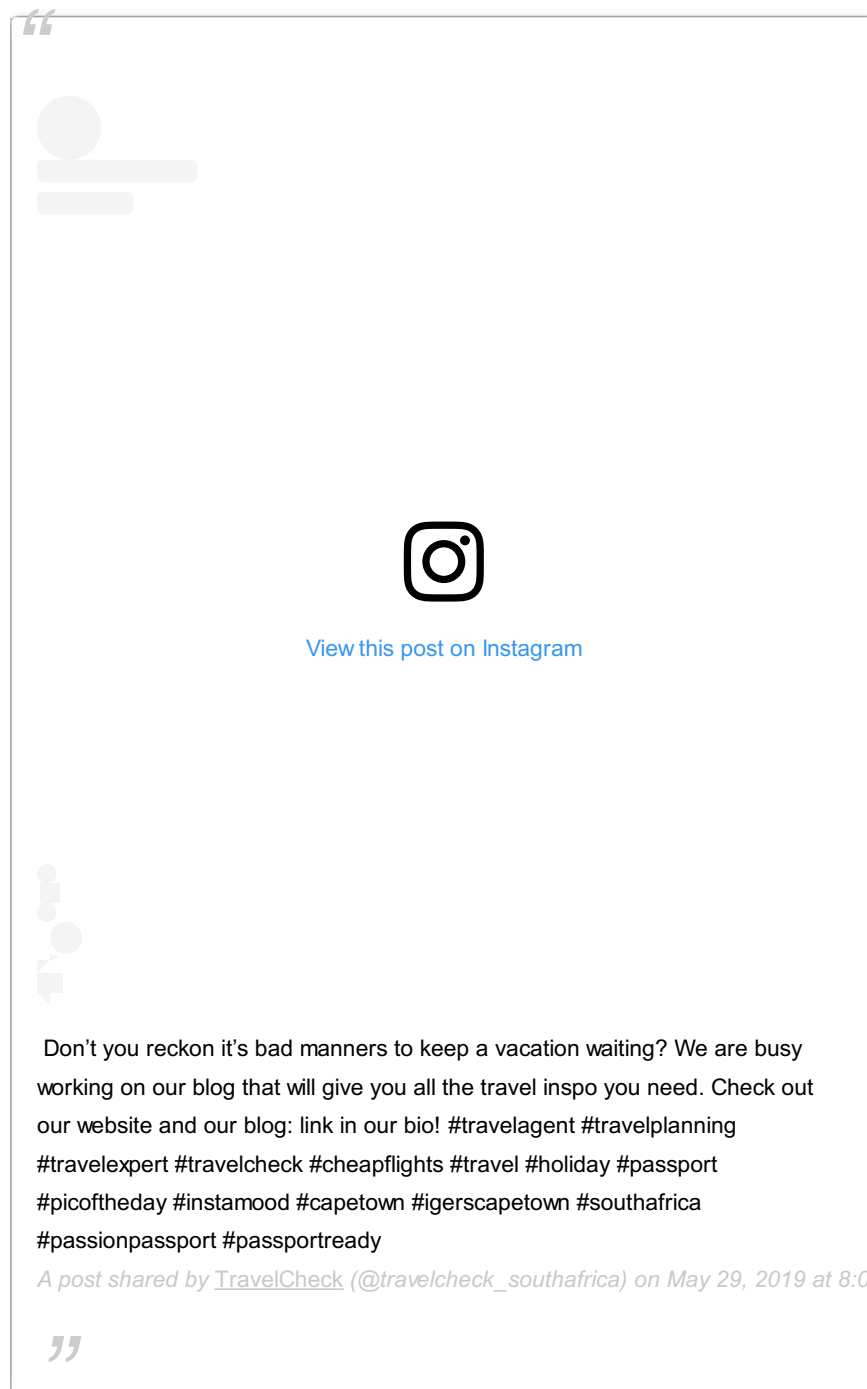 “
View this post on Instagram
Don’t you reckon it’s bad manners to keep a vacation waiting? We are busy
working on our blog that will give you all the travel inspo you need. Check out
our website and our blog: link in our bio! #travelagent #travelplanning
#travelexpert #travelcheck #cheapflights #travel #holiday #passport
#picoftheday #instamood #capetown #igerscapetown #southafrica
#passionpassport #passportready
A post shared by TravelCheck (@travelcheck_southafrica) on May 29, 2019 at
”